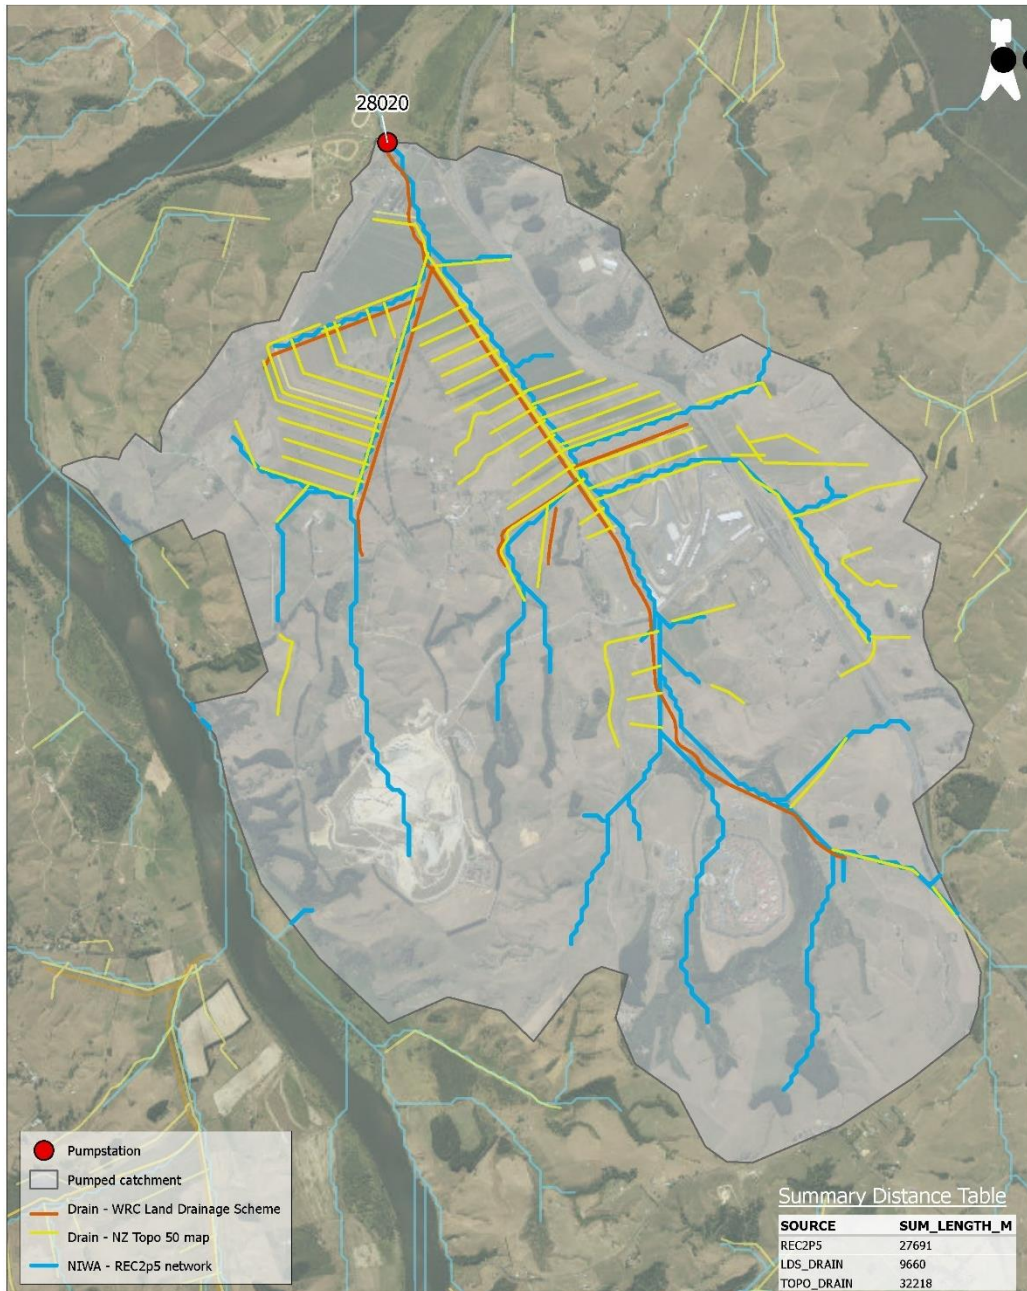 28020
Pumpstation
Pumped catchment
Drain - WRC Land Drainage Scheme
Drain - NZ Topo 50 map
NIWA - REC2p5 network
Summary Distance Table
SOURCE SUM_LENGTH_M
REC2P5 27691
LDS_DRAIN 9660
TOPO_DRAIN 32218